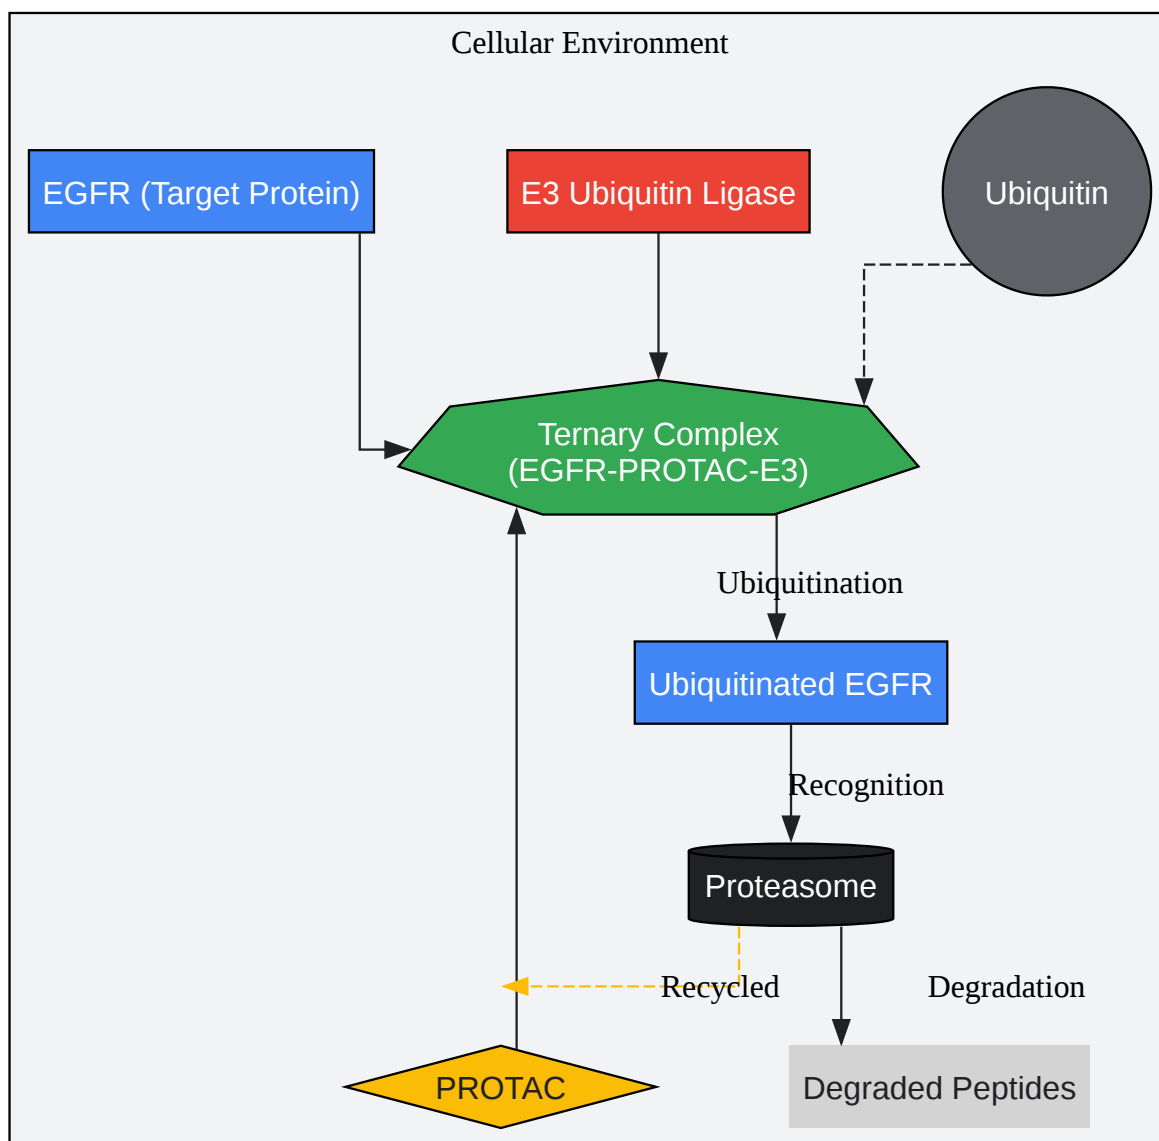 Cellular Environment
EGFR (Target Protein)
E3 Ubiquitin Ligase
Ubiquitin
Ternary Complex
(EGFR-PROTAC-E3)
Ubiquitination
Ubiquitinated EGFR
Recognition
Proteasome
Recycled
Degradation
PROTAC
Degraded Peptides